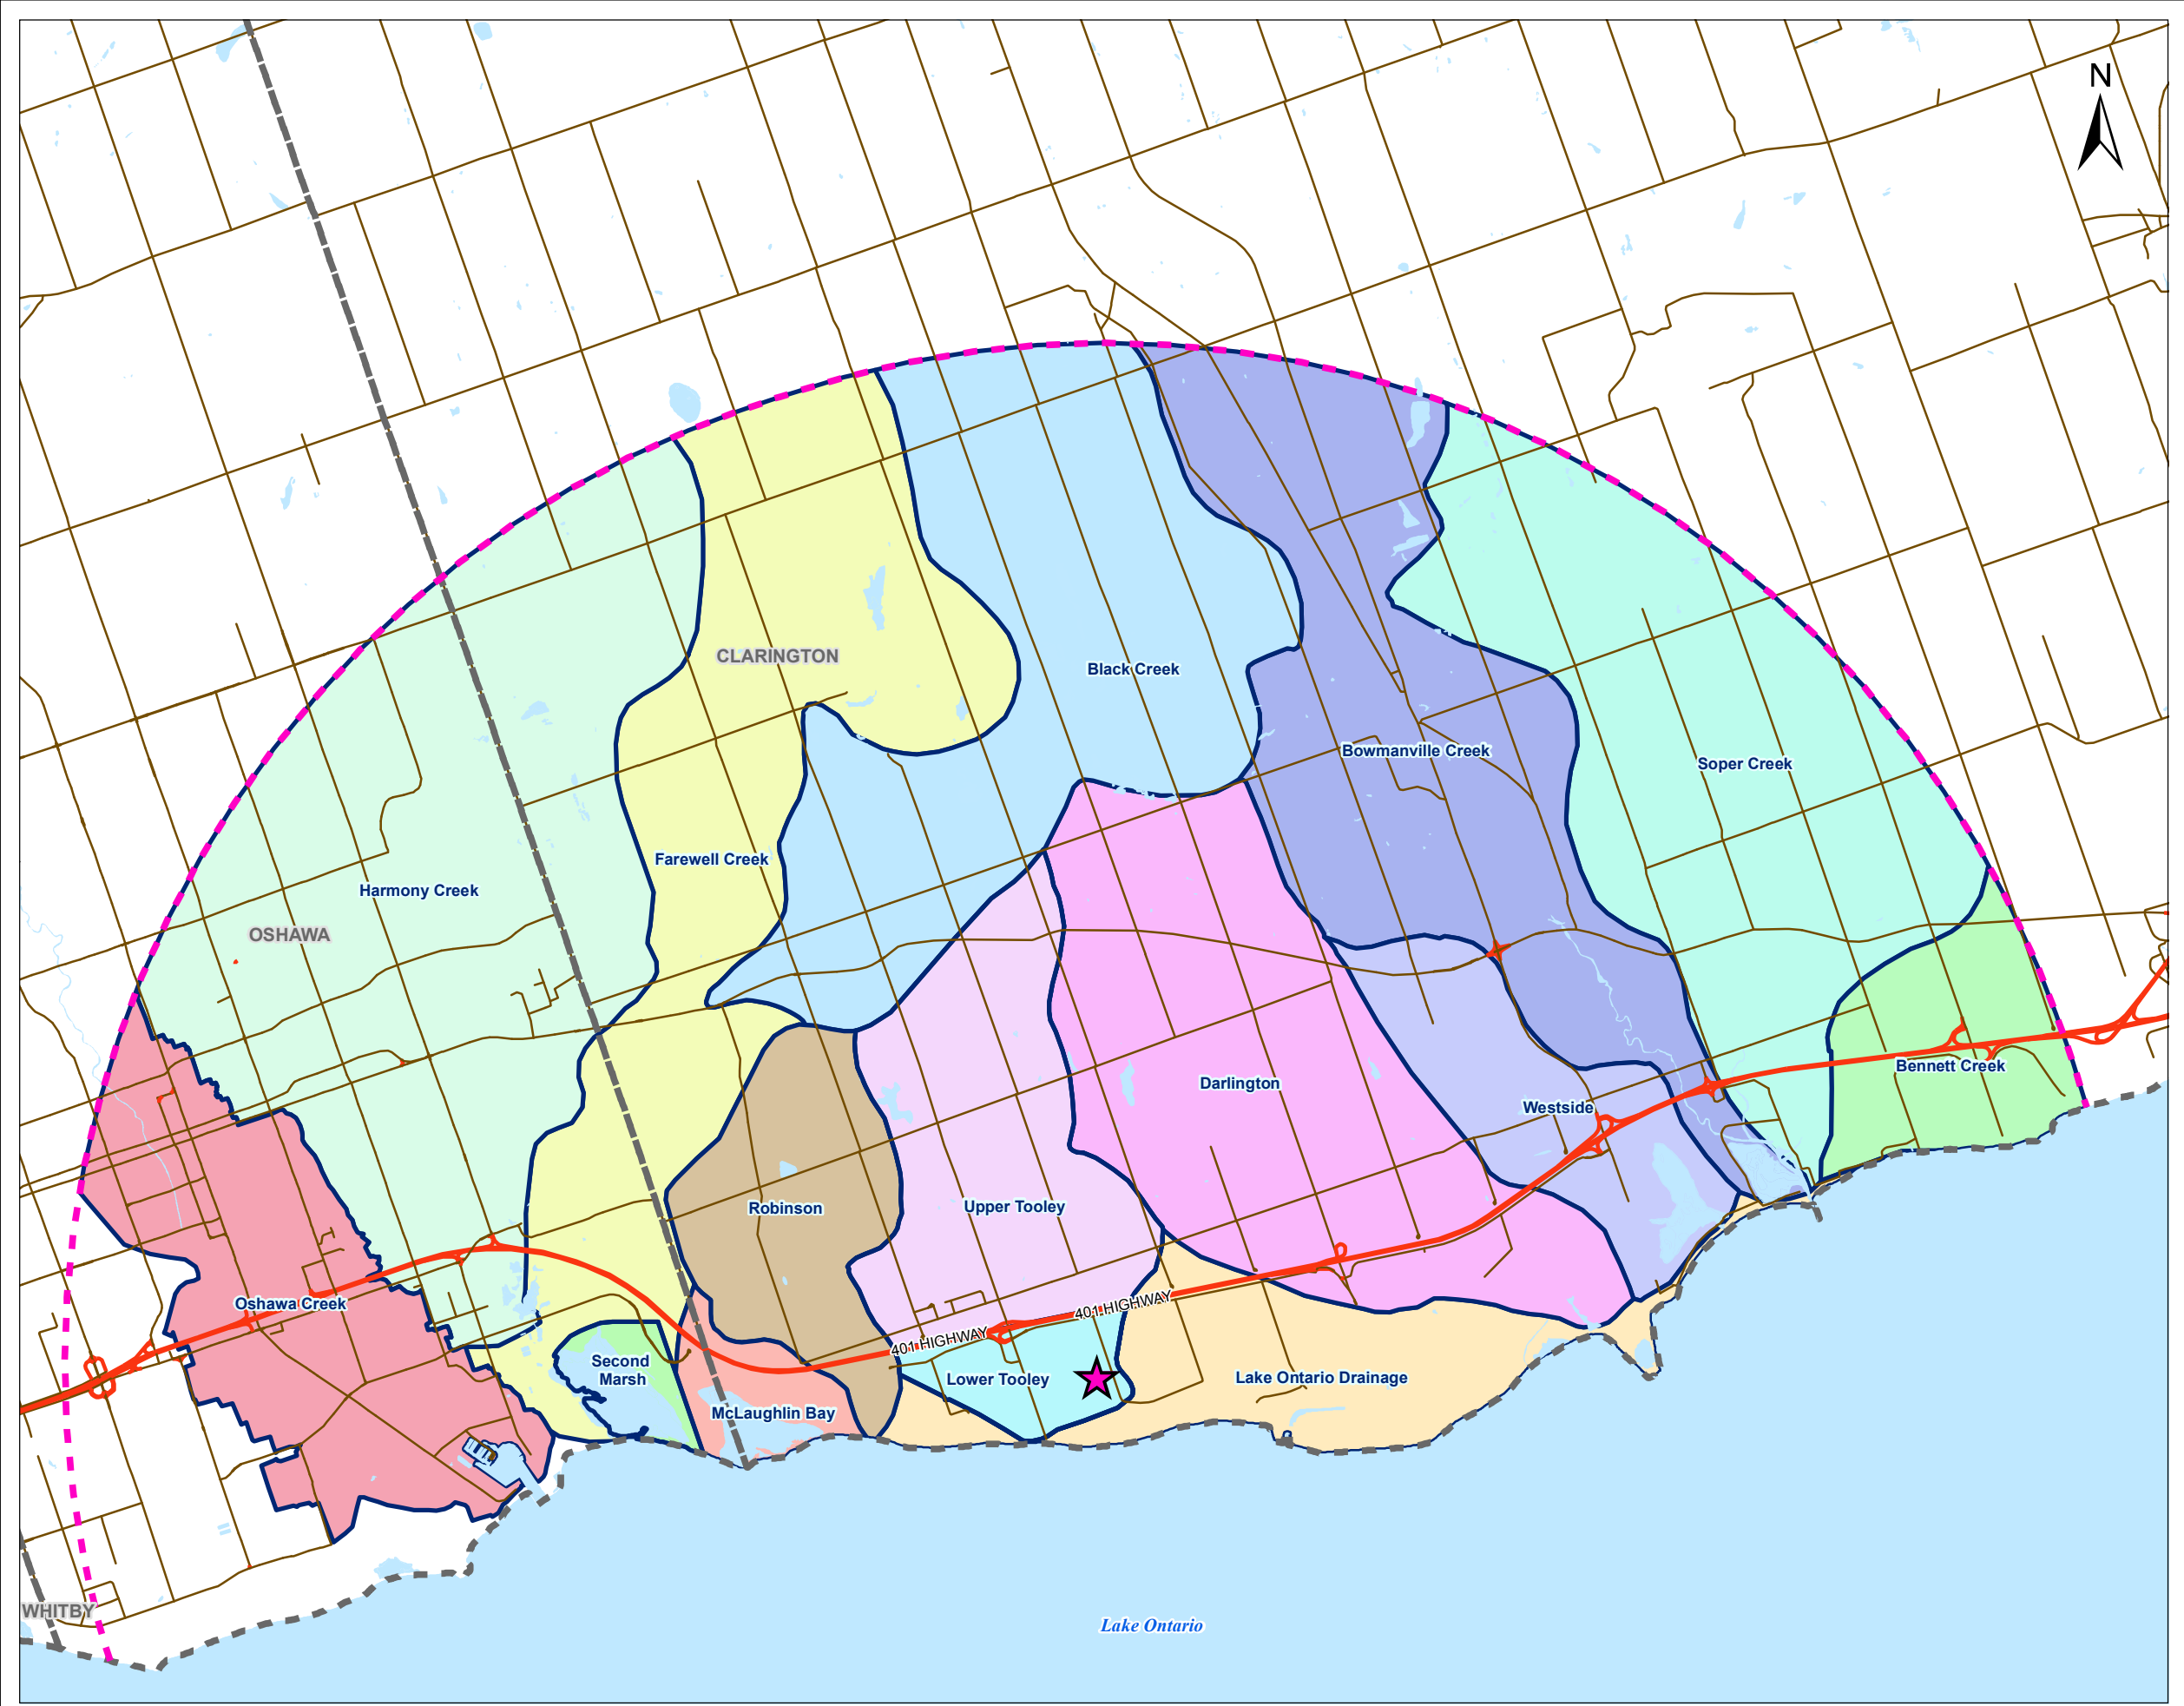 N
CLARINGTON
Black Creek
Bowmanville Creek
Soper Creek
Farewell Creek
Harmony Creek
OSHAWA
Bennett Creek
Darlington
Westside
Upper Tooley
Robinson
Oshawa Creek
401 HIGHWAY
401 HIGHWAY
Second
Marsh
Lower Tooley
Lake Ontario Drainage
McLaughlin Bay
WHITBY
Lake Ontario